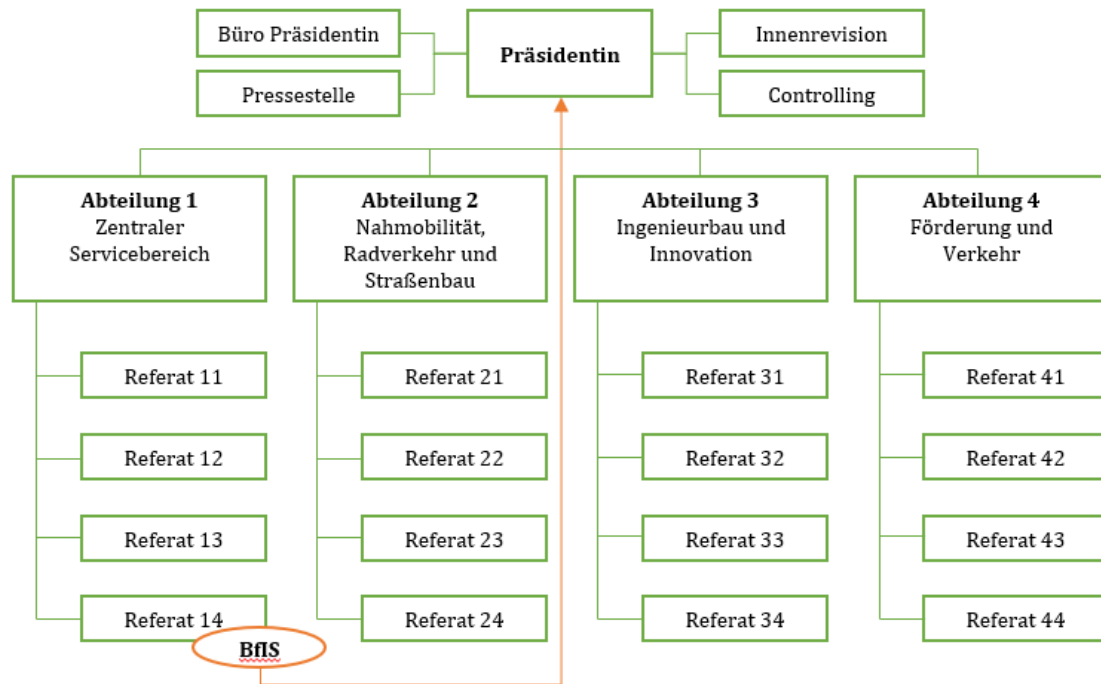 Büro Präsidentin
Präsidentin
Innenrevision
Pressestelle
Controlling
Abteilung 1
Zentraler
Servicebereich
Abteilung 2
Nahmobilität,
Radverkehr und
Straßenbau
Abteilung 3
Ingenieurbau und
Innovation
Abteilung 4
Förderung und
Verkehr
Referat 11
Referat 21
Referat 31
Referat 41
Referat 12
Referat 22
Referat 32
Referat 42
Referat 13
Referat 23
Referat 33
Referat 43
Referat 14
Referat 24
Referat 34
Referat 44
BfIS